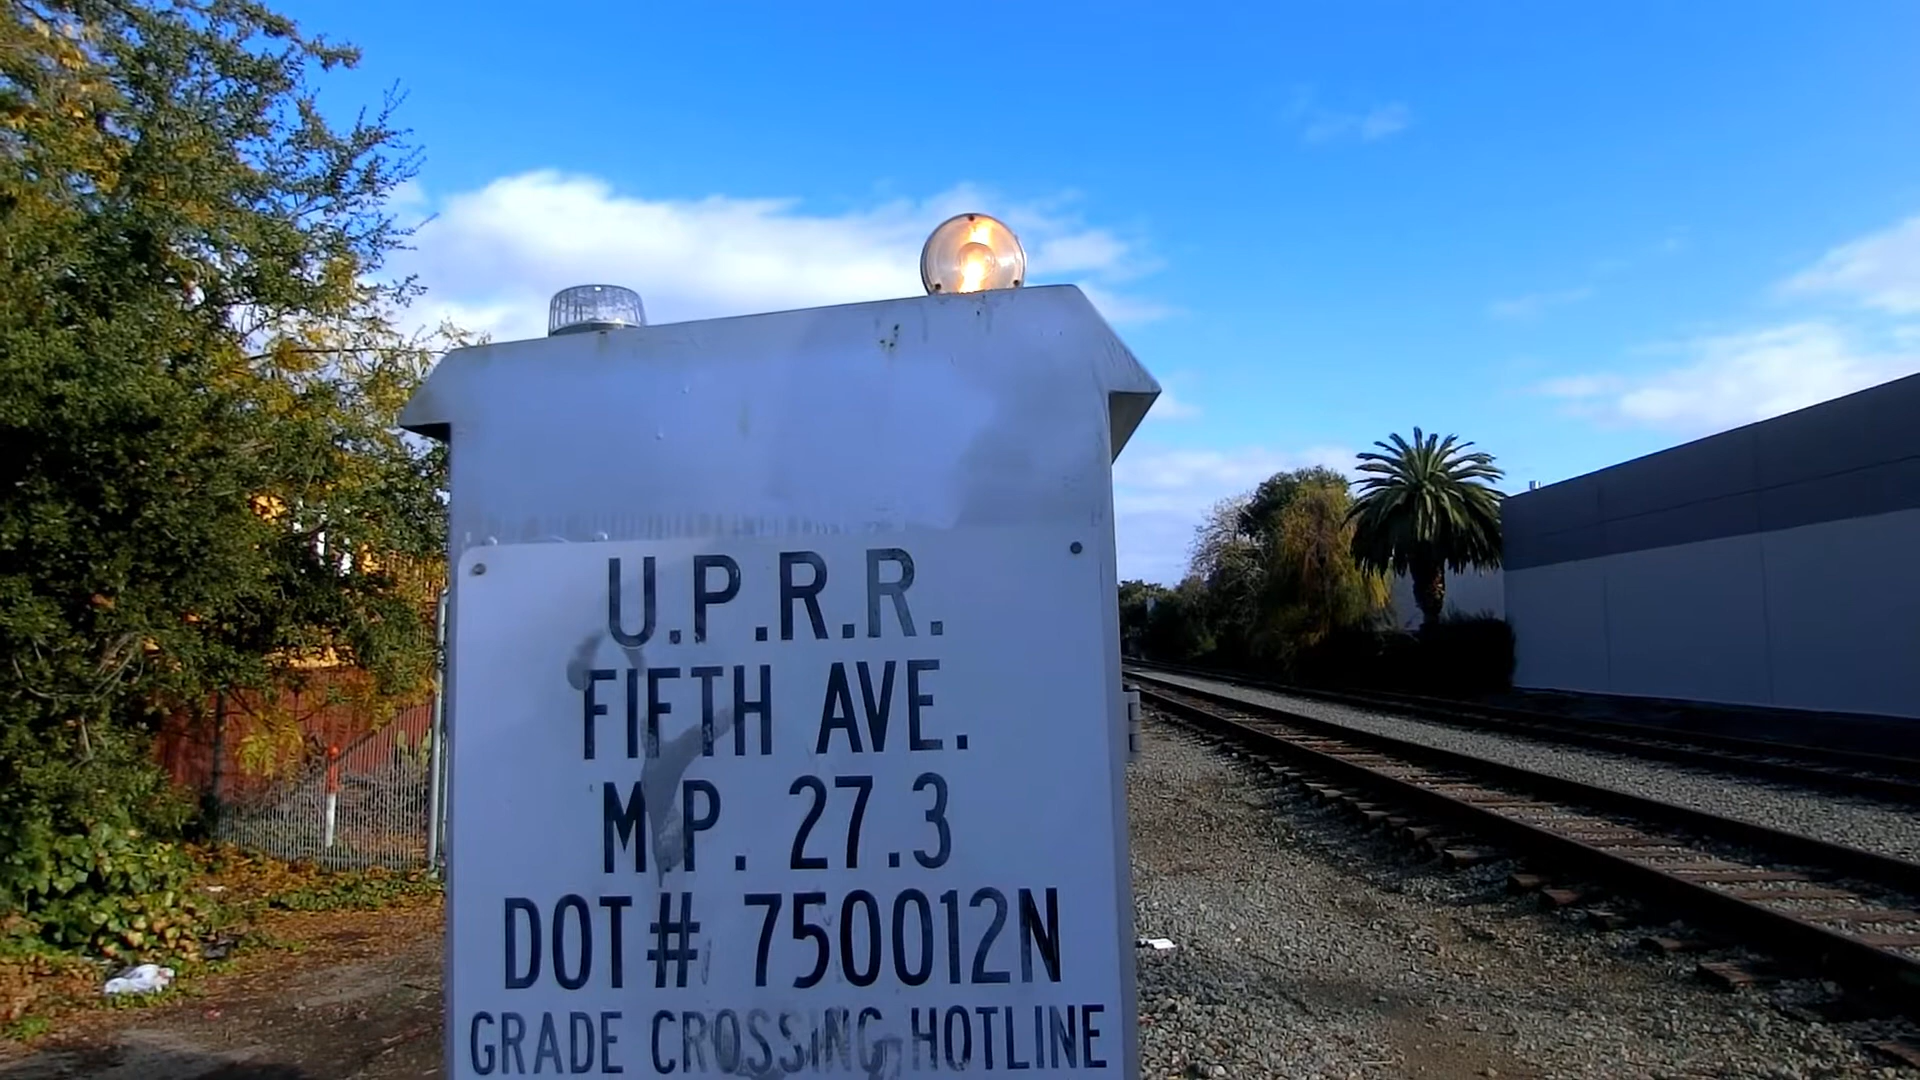 U.P.R.R.
FIFTH AVE.
M.P. 27.3
DOT# 750012N
GRADE CROSSING HOTLINE